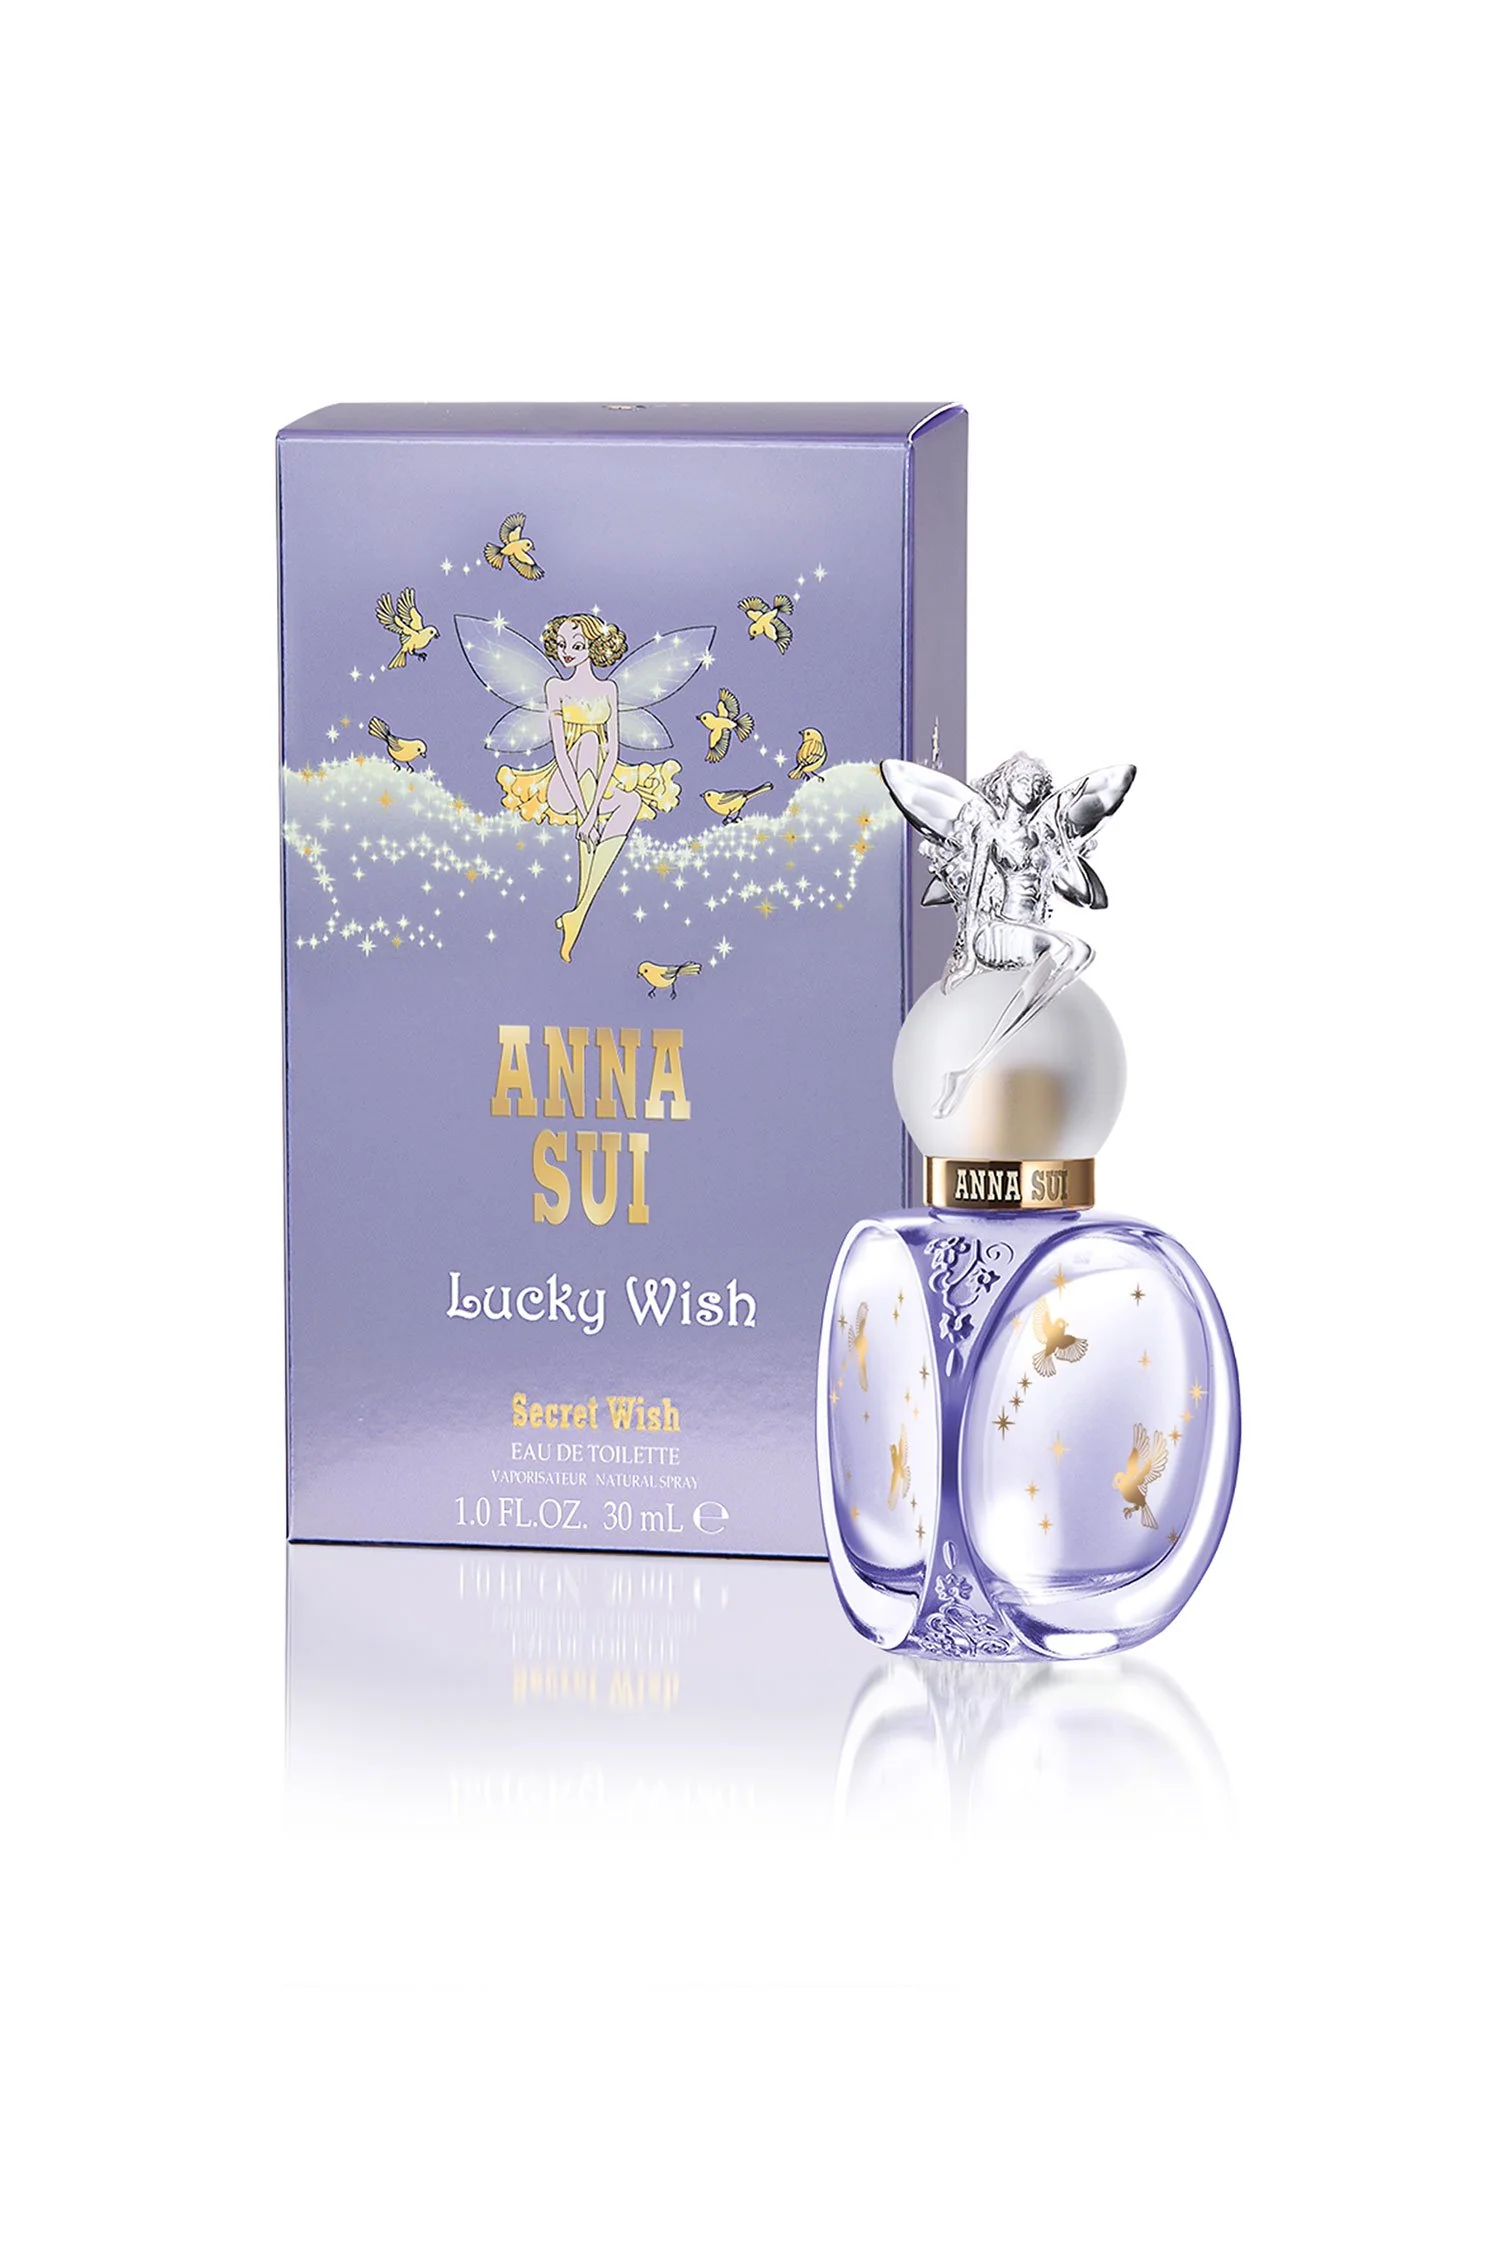 ANNA
SUI
Lucky Wish
Secret Wish
EAU DE TOILETTE
VAPORISATEUR NATURAL SPRAY
1.0 FL.OZ. 30 mL ℮
ANNA SUI